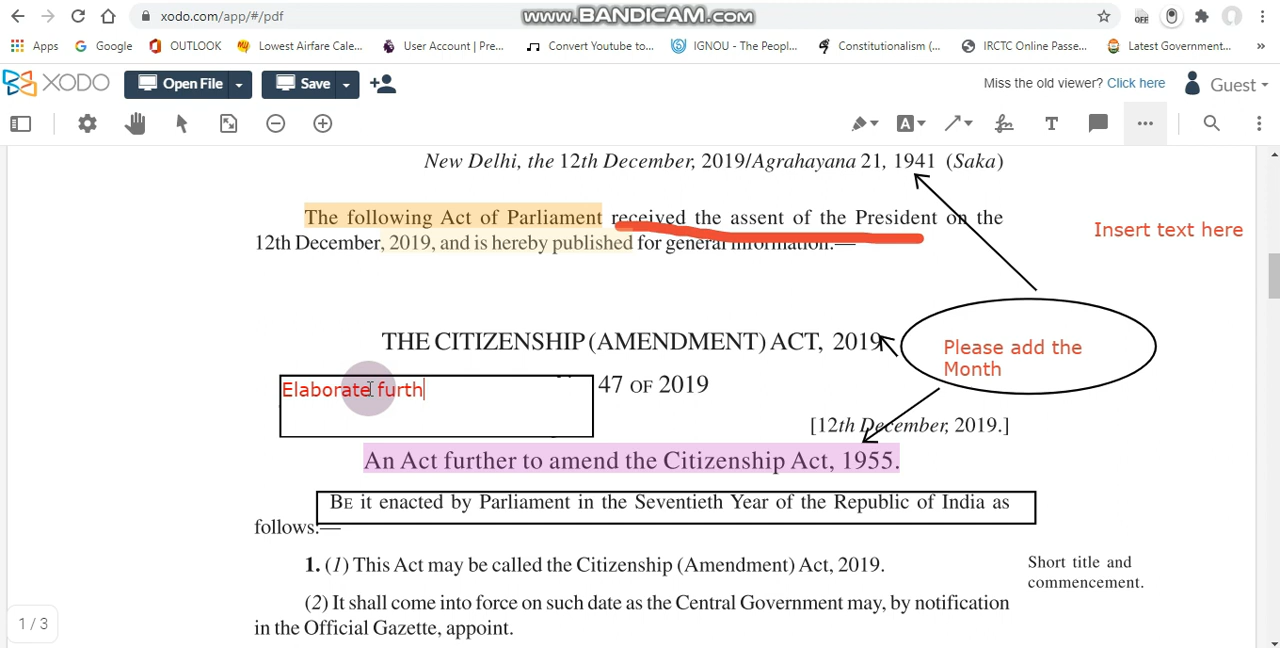 xodo.com/app/#/pdf
www.BANDICAM.com
OFF
Apps
Google
OUTLOOK
Lowest Airfare Cale...
User Account | Pre...
Convert Youtube to...
IGNOU - The Peopl...
Constitutionalism (...
IRCTC Online Passe...
Latest Government...
»
XODO
Open File
Save
Miss the old viewer? Click here
Guest
A
T
New Delhi, the 12th December, 2019/Agrahayana 21, 1941 (Saka)
The following Act of Parliament received the assent of the President on the
12th December, 2019, and is hereby published for general information:—
Insert text here
THE CITIZENSHIP (AMENDMENT) ACT, 2019
Please add the
Month
Elaborate furth
47 OF 2019
[12th December, 2019.]
An Act further to amend the Citizenship Act, 1955.
BE it enacted by Parliament in the Seventieth Year of the Republic of India as
follows:—
1. (1) This Act may be called the Citizenship (Amendment) Act, 2019.
Short title and
commencement.
(2) It shall come into force on such date as the Central Government may, by notification
in the Official Gazette, appoint.
1 / 3